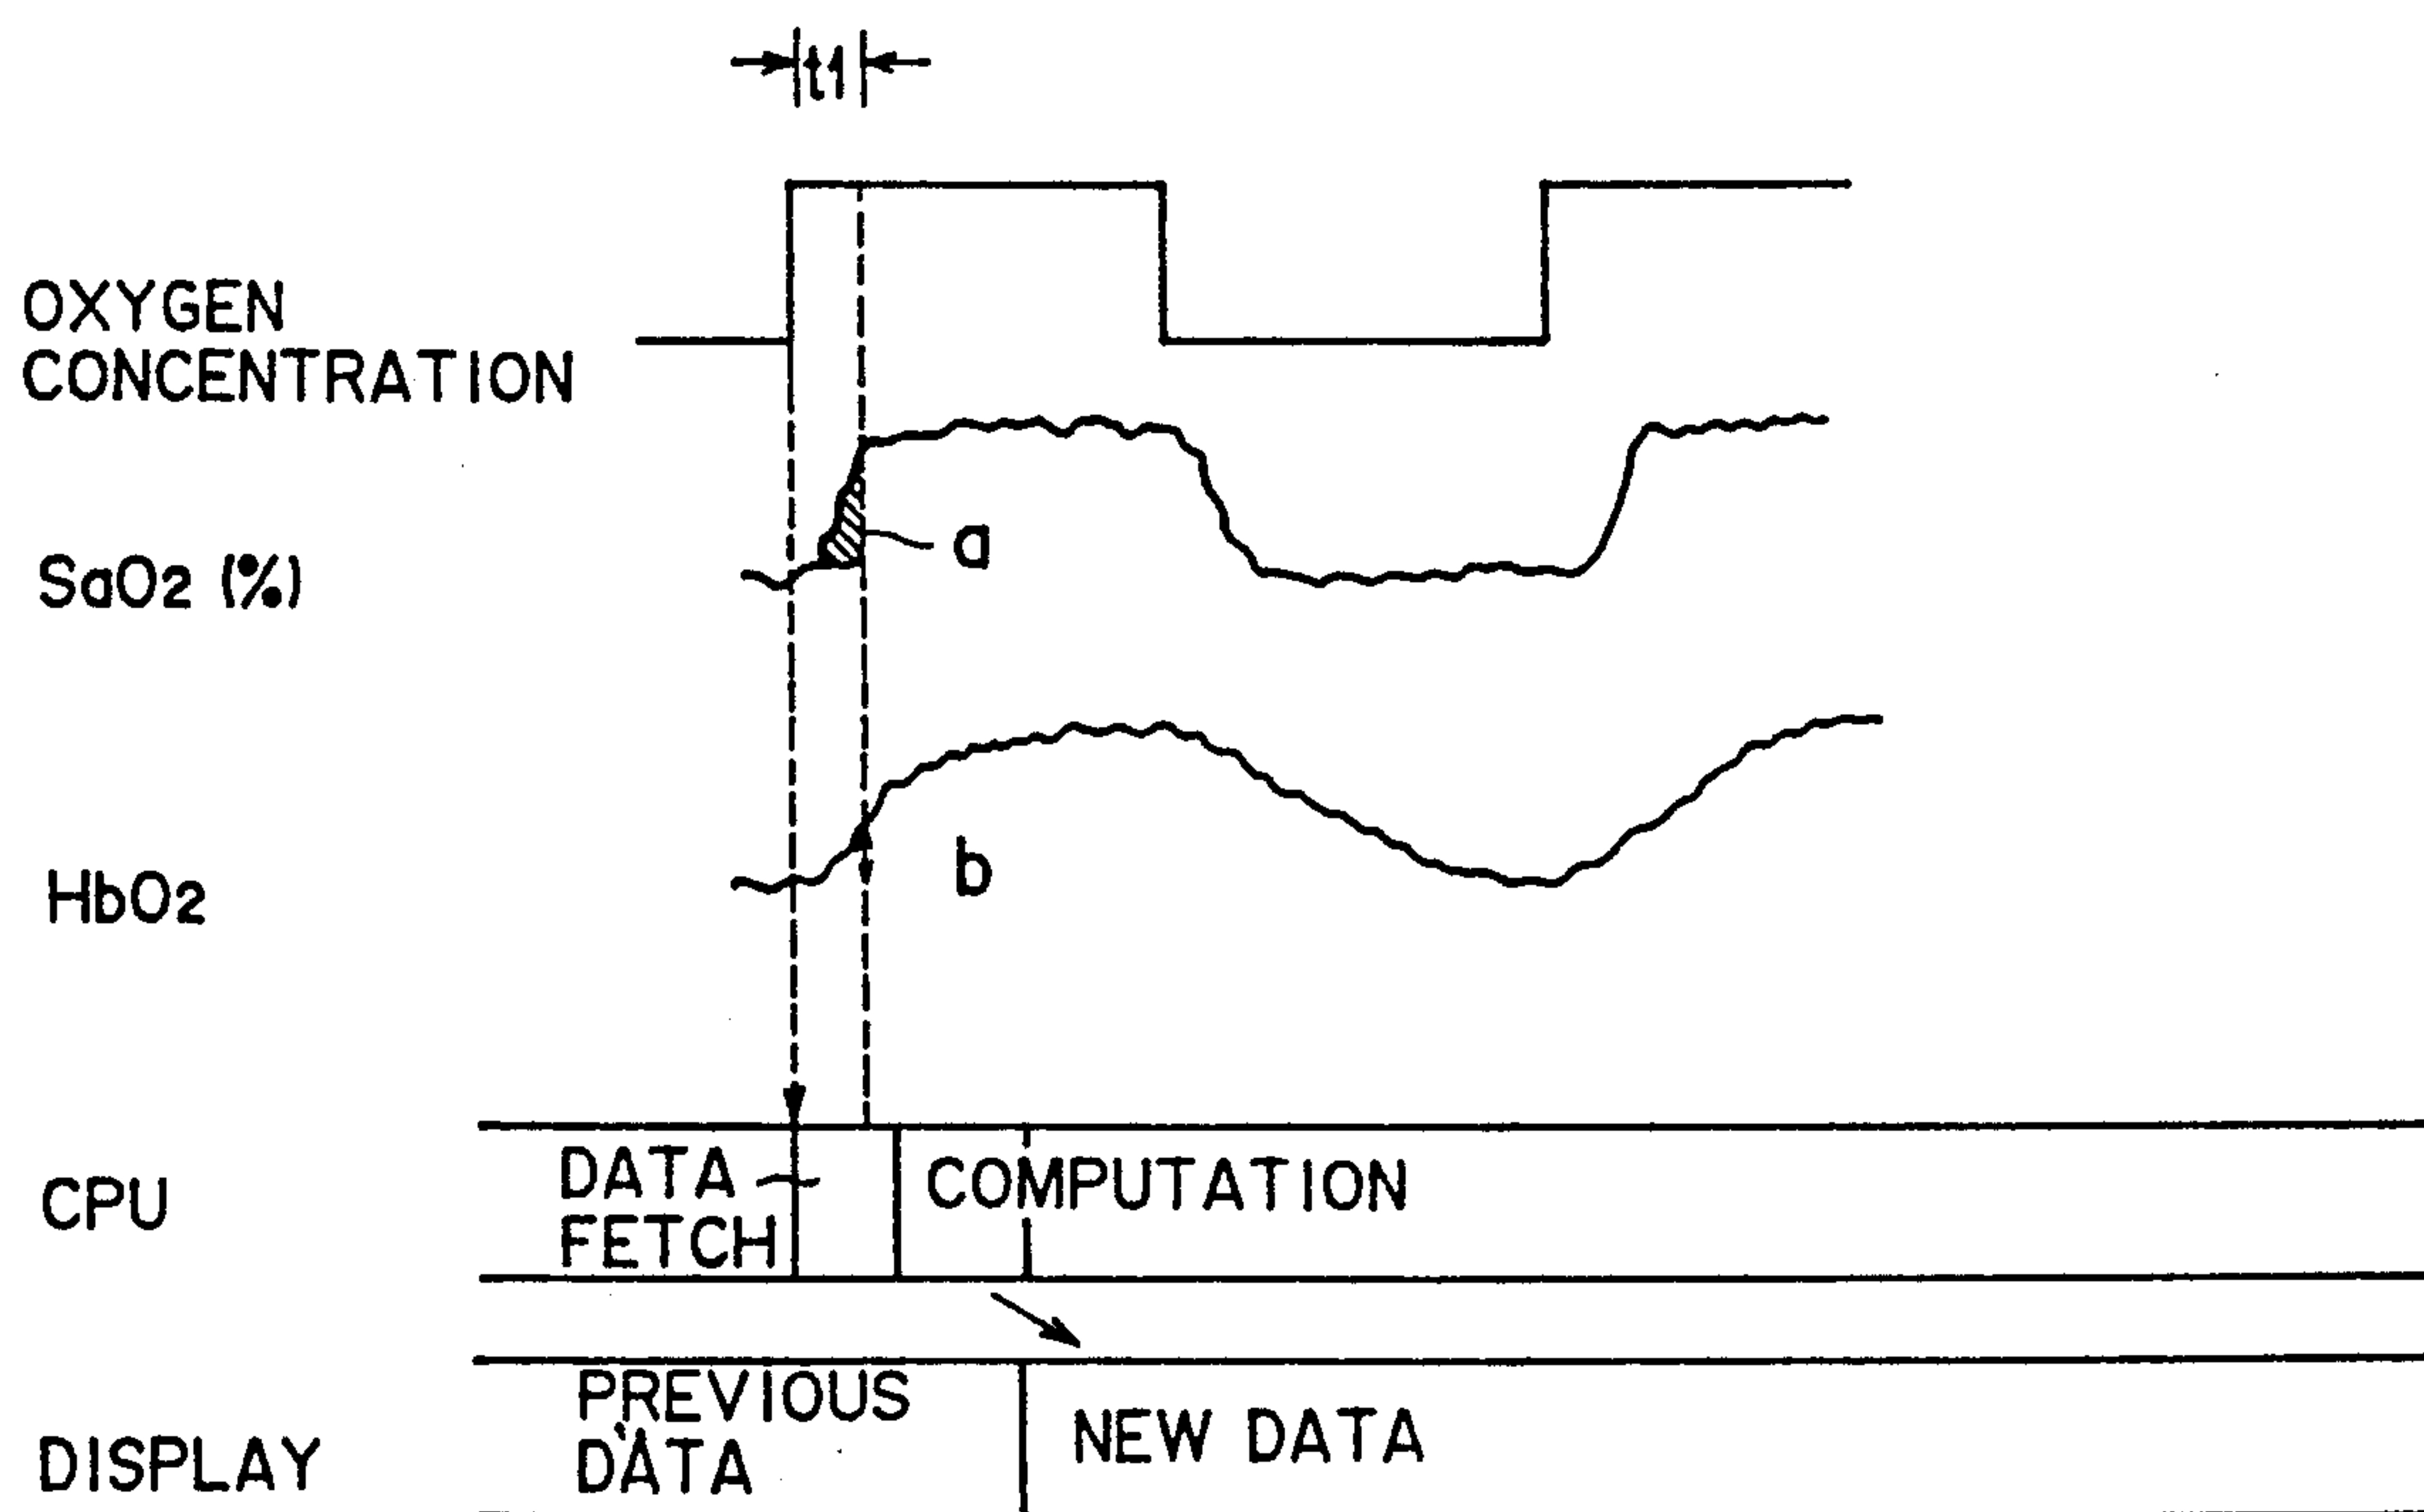 t1
OXYGEN
CONCENTRATION
SaO2 (%)
a
HbO2
b
CPU
DATA
FETCH
COMPUTATION
DISPLAY
PREVIOUS
DATA
NEW DATA